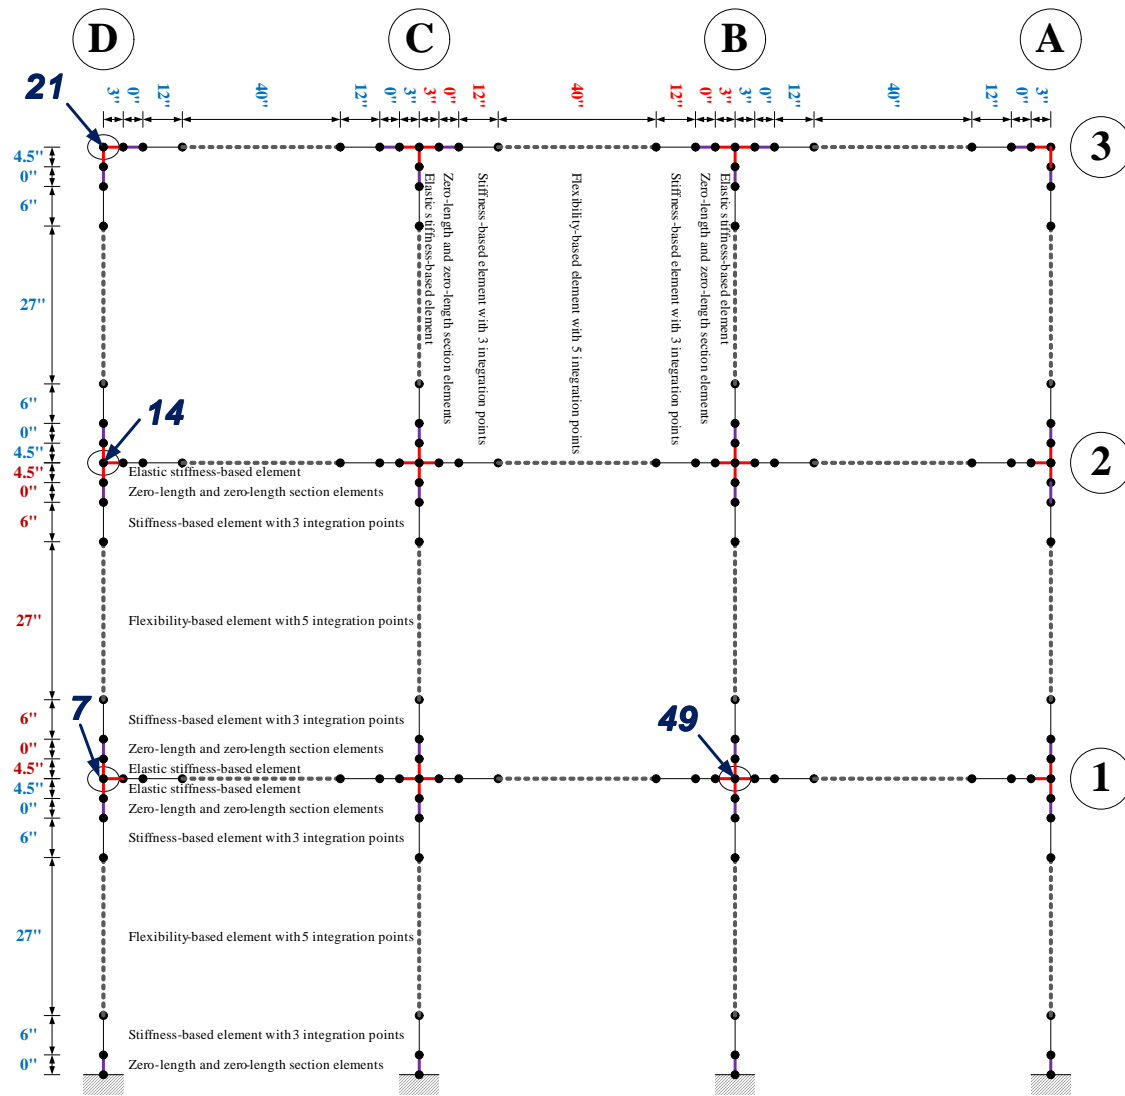 D
C
B
A
21
3"
0"
12"
40"
12"
0"
3"
3"
0"
12"
40"
12"
0"
3"
3"
0"
12"
40"
12"
0"
3"
3
4.5"
0"
6"
27"
6"
0"
4.5"
Elastic stiffness-based element
Zero-length and zero-length section elements
Stiffness-based element with 3 integration points
Flexibility-based element with 5 integration points
Stiffness-based element with 3 integration points
Zero-length and zero-length section elements
Elastic stiffness-based element
14
2
4.5"
Elastic stiffness-based element
0"
Zero-length and zero-length section elements
6"
Stiffness-based element with 3 integration points
27"
Flexibility-based element with 5 integration points
7
49
6"
Stiffness-based element with 3 integration points
0"
Zero-length and zero-length section elements
4.5"
Elastic stiffness-based element
1
4.5"
Elastic stiffness-based element
0"
Zero-length and zero-length section elements
6"
Stiffness-based element with 3 integration points
27"
Flexibility-based element with 5 integration points
6"
Stiffness-based element with 3 integration points
0"
Zero-length and zero-length section elements